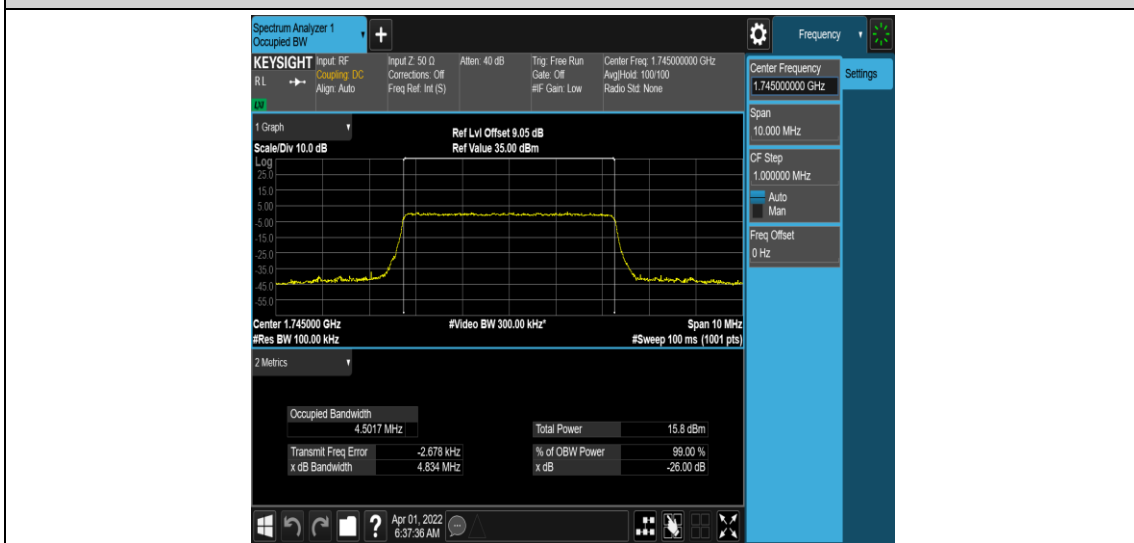 Spectrum Analyzer 1
Occupied BW
+
Frequency
KEYSIGHT
RL
LXI
Input: RF
Coupling: DC
Align: Auto
Input Z: 50 Ω
Corrections: Off
Freq Ref: Int (S)
Atten: 40 dB
Trig: Free Run
Gate: Off
#IF Gain: Low
Center Freq: 1.745000000 GHz
Avg|Hold: 100/100
Radio Std: None
Center Frequency
1.745000000 GHz
Settings
Span
10.000 MHz
CF Step
1.000000 MHz
Auto
Man
Freq Offset
0 Hz
1 Graph
Scale/Div 10.0 dB
Ref Lvl Offset 9.05 dB
Ref Value 35.00 dBm
Log
25.0
15.0
5.00
-5.00
-15.0
-25.0
-35.0
-45.0
-55.0
Center 1.745000 GHz
#Video BW 300.00 kHz*
Span 10 MHz
#Res BW 100.00 kHz
#Sweep 100 ms (1001 pts)
2 Metrics
Occupied Bandwidth
4.5017 MHz
Total Power 15.8 dBm
Transmit Freq Error -2.678 kHz
% of OBW Power 99.00 %
x dB Bandwidth 4.834 MHz
x dB -26.00 dB
?
Apr 01, 2022
6:37:36 AM